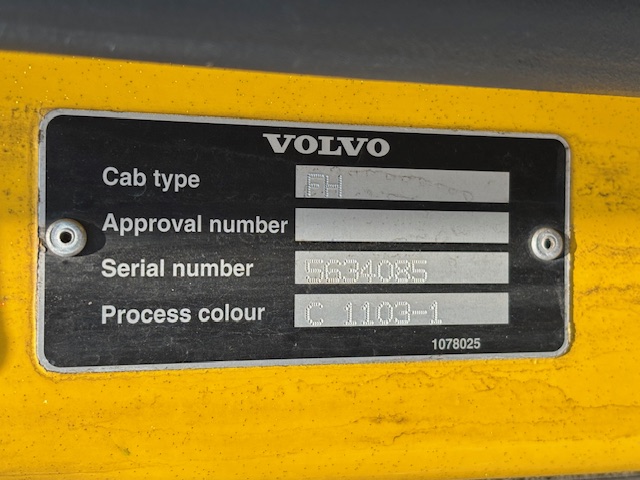 VOLVO
Cab type FH
Approval number
Serial number 5634085
Process colour C 1103-1
1078025